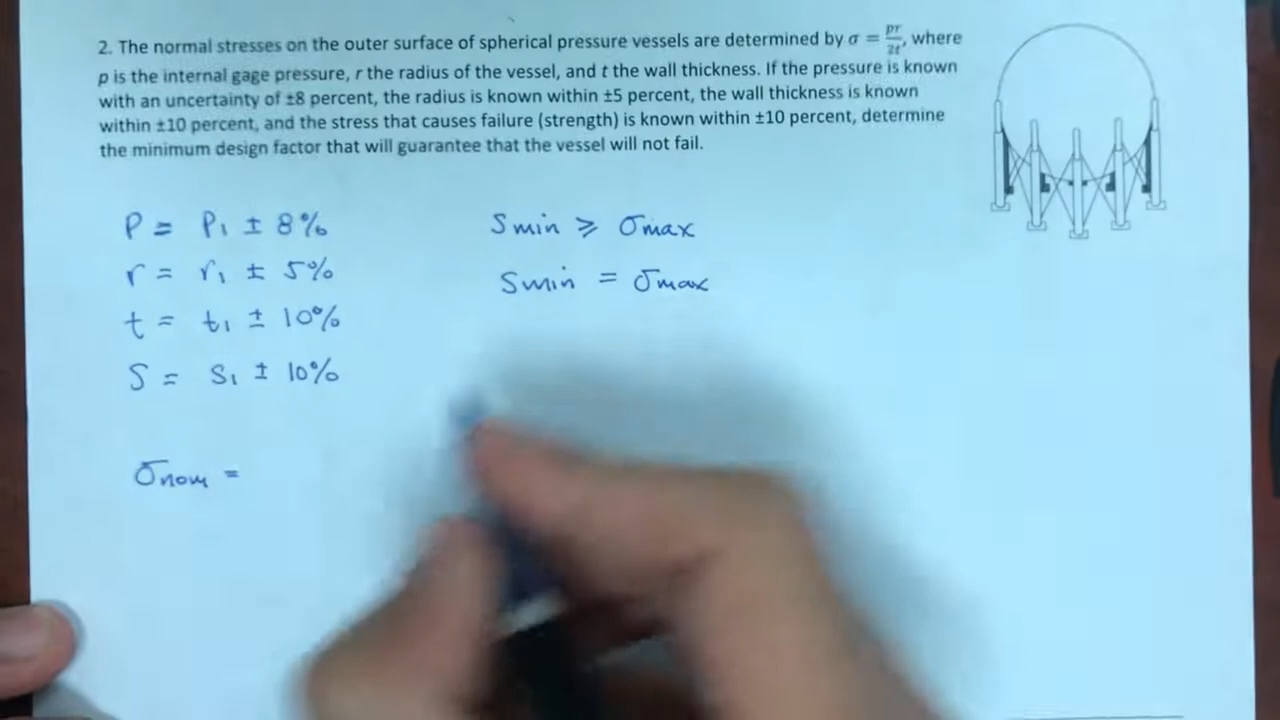 2. The normal stresses on the outer surface of spherical pressure vessels are determined by σ = pr/2t, where
p is the internal gage pressure, r the radius of the vessel, and t the wall thickness. If the pressure is known
with an uncertainty of ±8 percent, the radius is known within ±5 percent, the wall thickness is known
within ±10 percent, and the stress that causes failure (strength) is known within ±10 percent, determine
the minimum design factor that will guarantee that the vessel will not fail.
P = P₁ ± 8%
r = r₁ ± 5%
t = t₁ ± 10%
S = S₁ ± 10%
σnom =
Smin ⩾ σmax
Smin = σmax